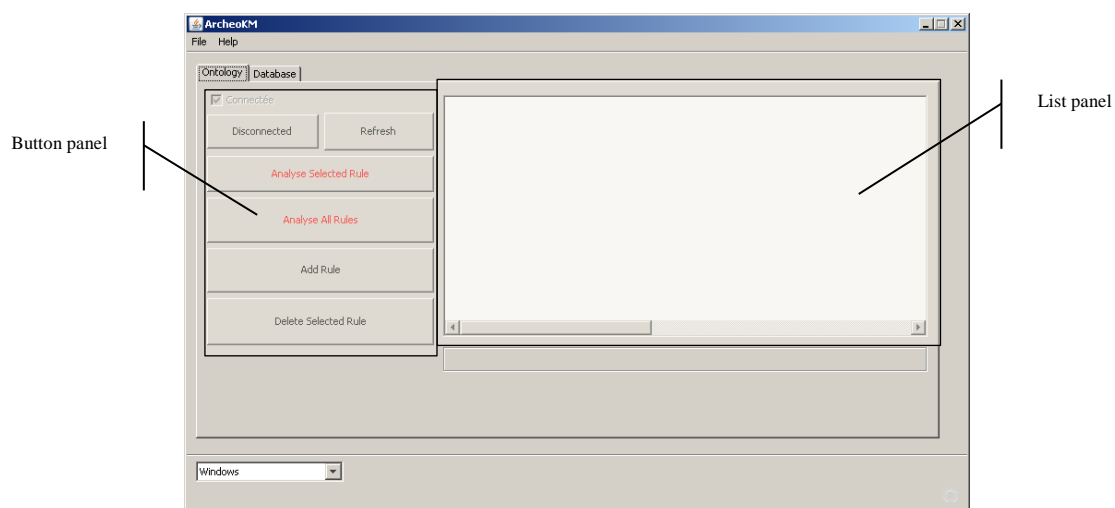 ArcheoKM
File Help
Ontology Database
Connectée
List panel
Disconnected Refresh
Button panel
Analyse Selected Rule
Analyse All Rules
Add Rule
Delete Selected Rule
Windows